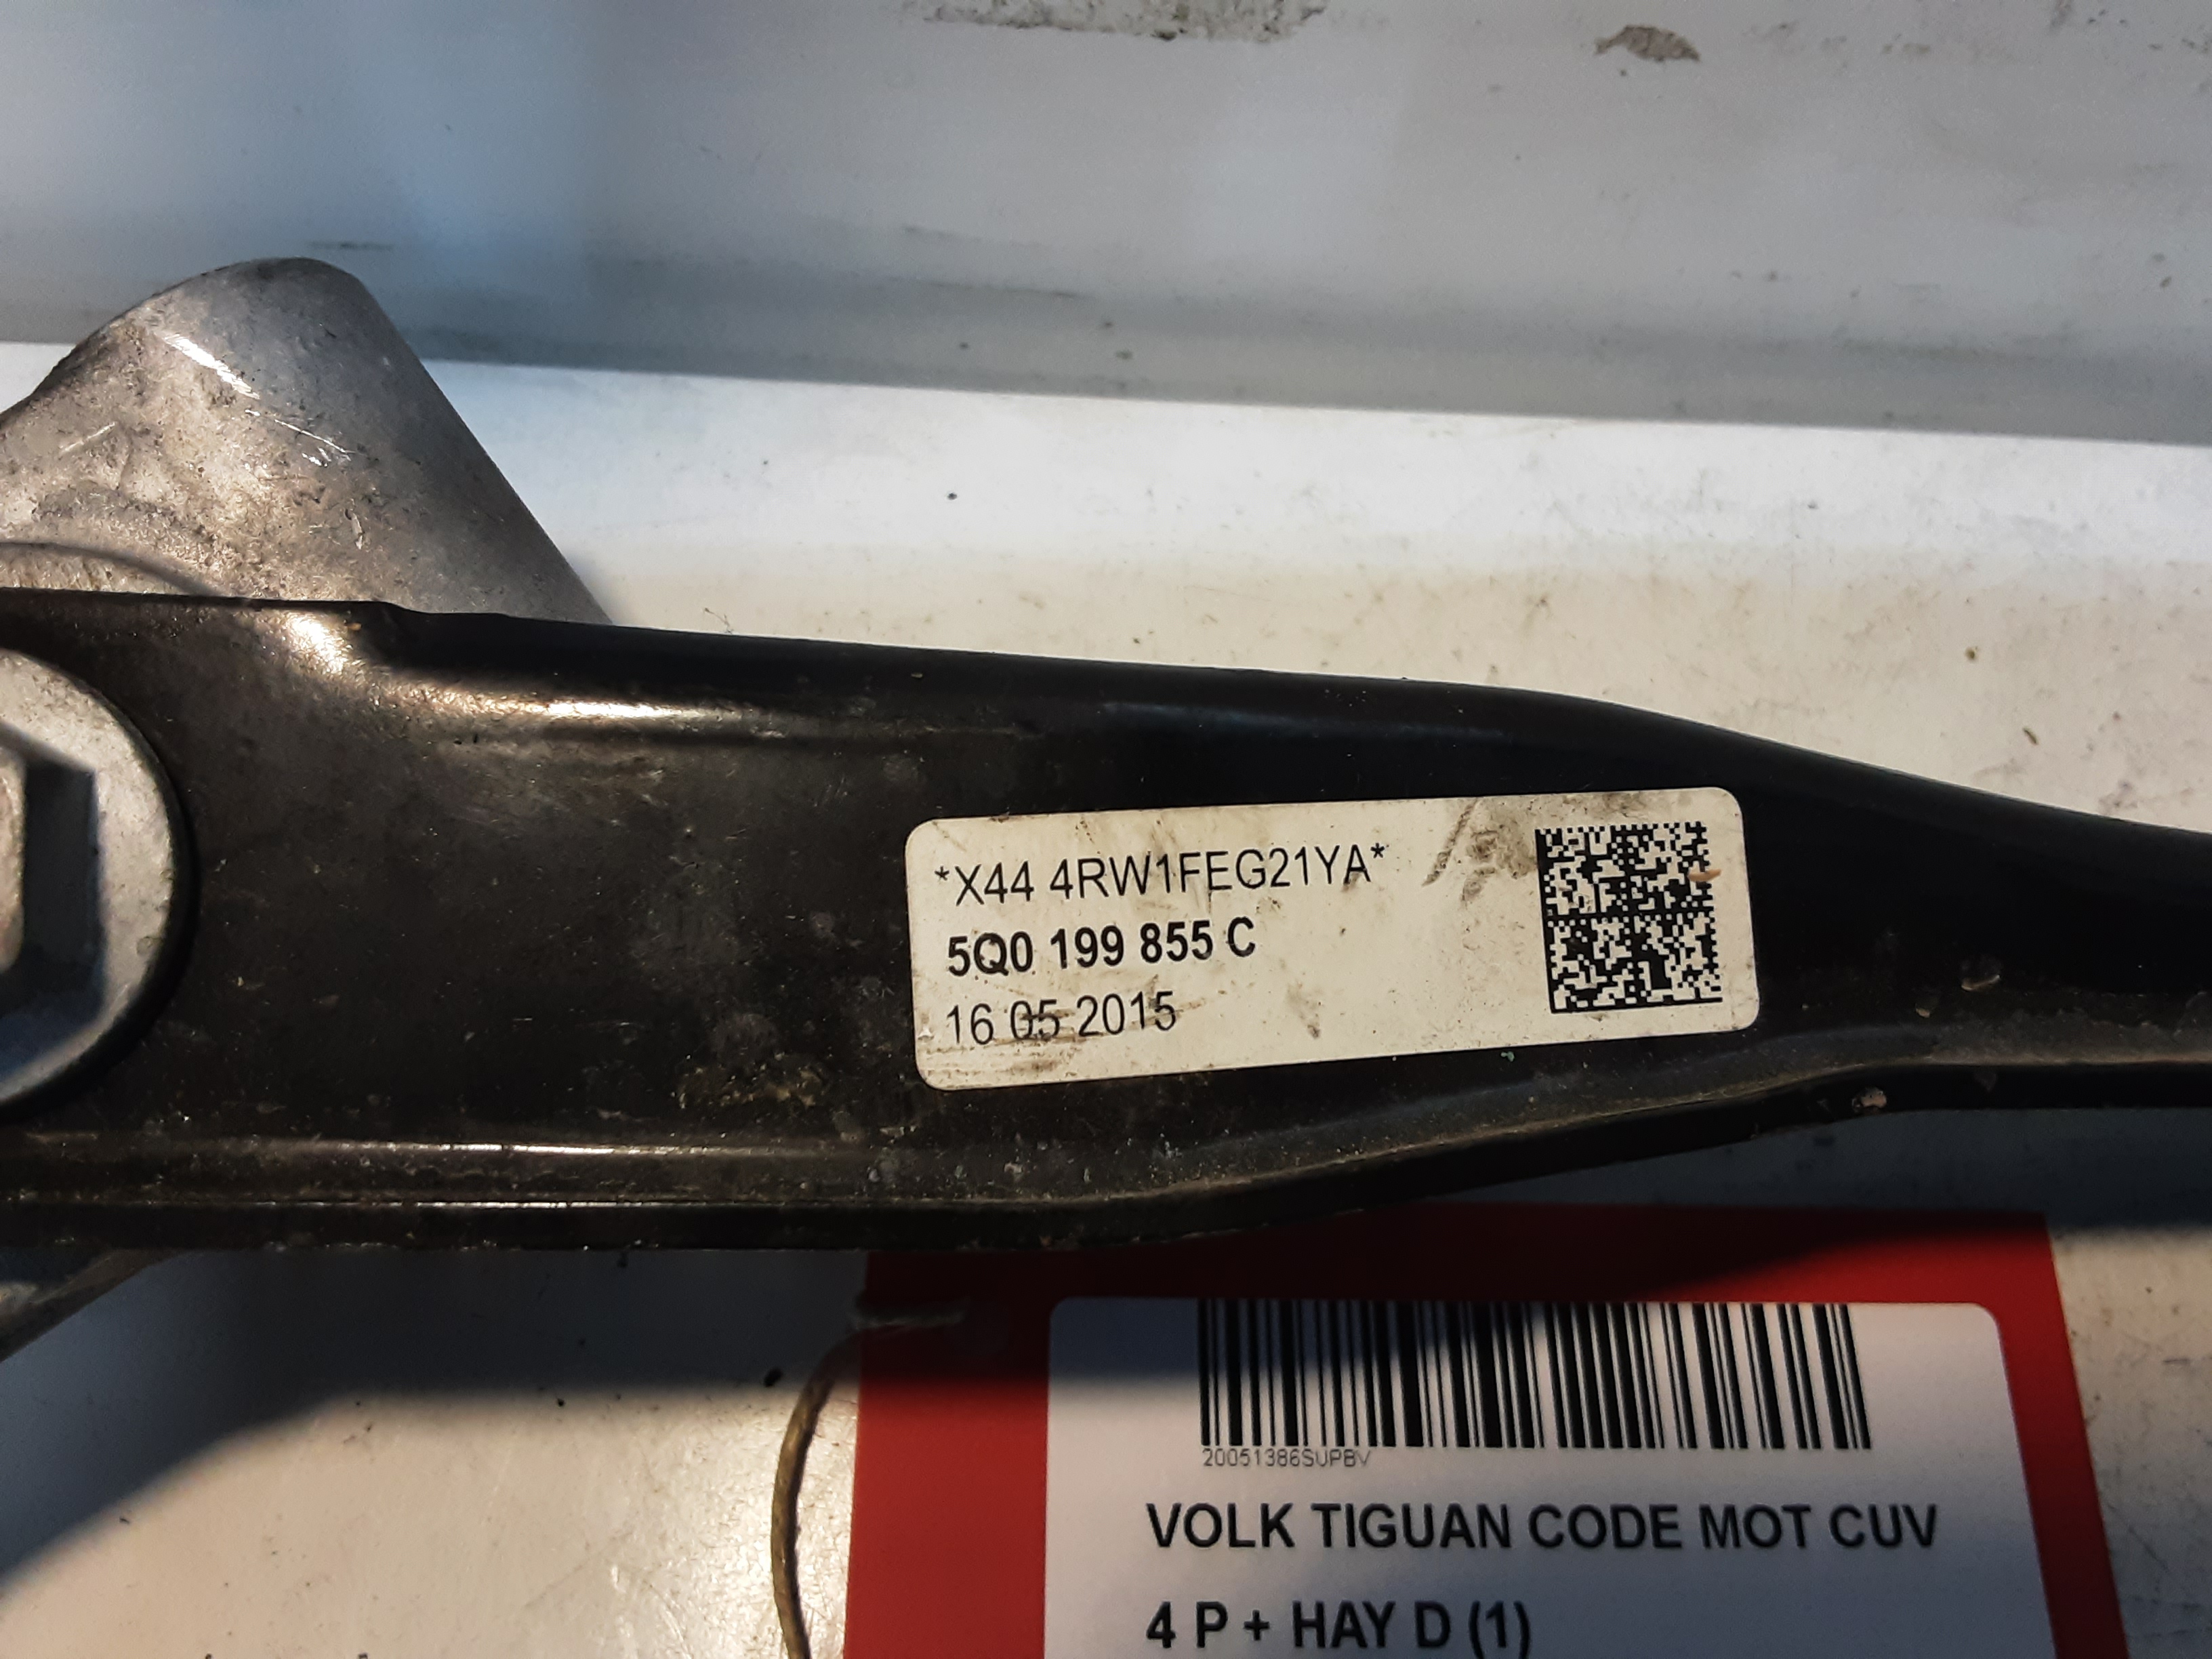 *X44 4RW1FEG21YA*
5Q0 199 855 C
16 05 2015
20051386SUPBV
VOLK TIGUAN CODE MOT CUV
4 P + HAY D (1)